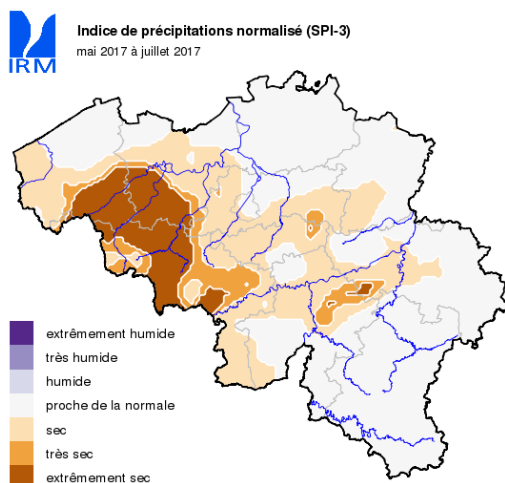 Indice de précipitations normalisé (SPI-3)
mai 2017 à juillet 2017
IRM
extrêmement humide
très humide
humide
proche de la normale
sec
très sec
extrêmement sec